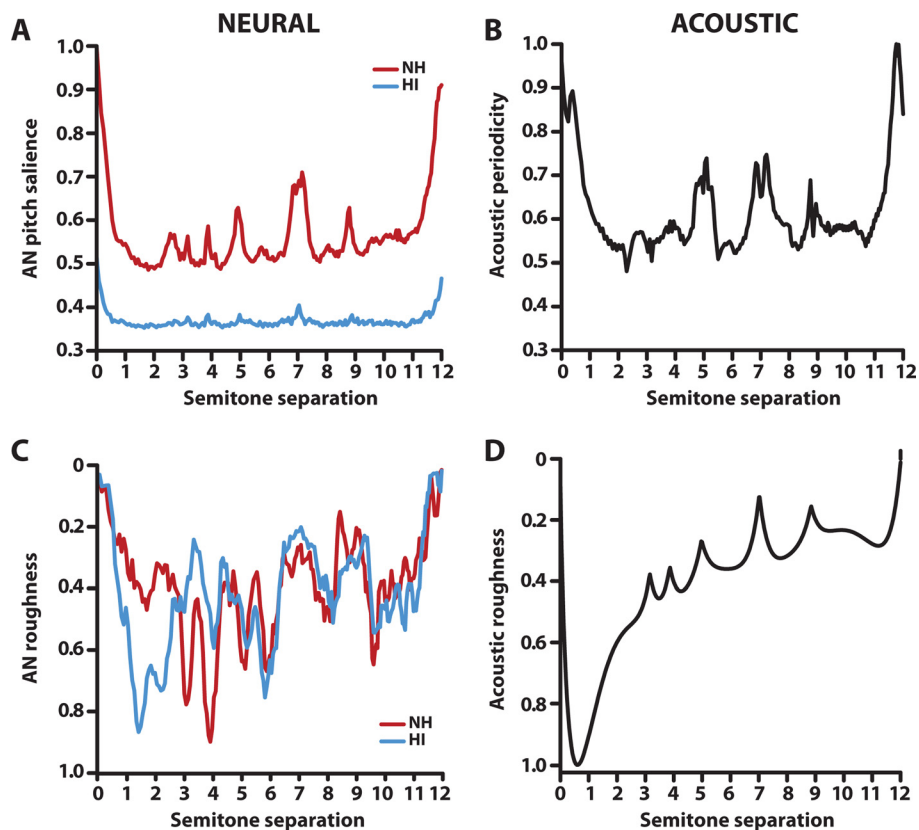 NEURAL
ACOUSTIC
A
1.0
0.9
0.8
0.7
0.6
0.5
0.4
0.3
AN pitch salience
NH
HI
0 1 2 3 4 5 6 7 8 9 10 11 12
Semitone separation
B
1.0
0.9
0.8
0.7
0.6
0.5
0.4
0.3
Acoustic periodicity
0 1 2 3 4 5 6 7 8 9 10 11 12
Semitone separation
C
0
0.2
0.4
0.6
0.8
1.0
AN roughness
NH
HI
0 1 2 3 4 5 6 7 8 9 10 11 12
Semitone separation
D
0
0.2
0.4
0.6
0.8
1.0
Acoustic roughness
0 1 2 3 4 5 6 7 8 9 10 11 12
Semitone separation